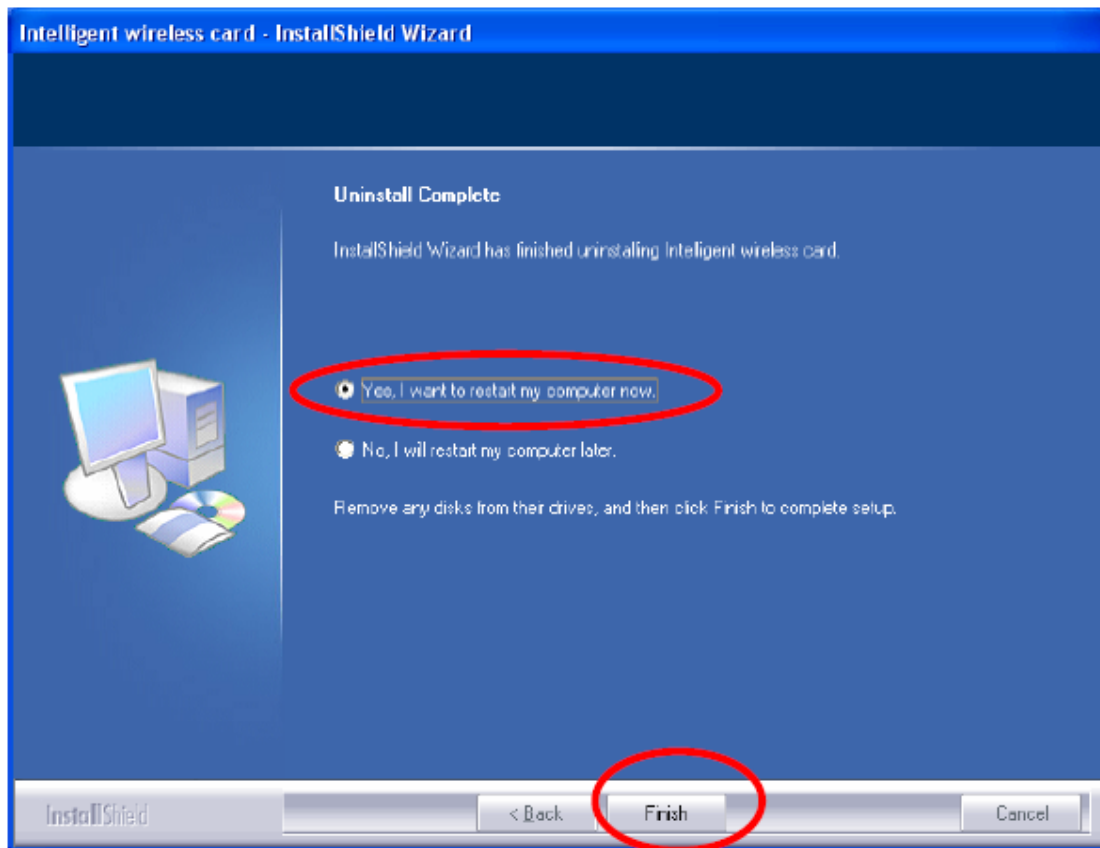 Intelligent wireless card - InstallShield Wizard
Uninstall Complete
InstallShield Wizard has finished uninstalling Intelligent wireless card.
Yes, I want to restart my computer now.
No, I will restart my computer later.
Remove any disks from their drives, and then click Finish to complete setup.
InstallShield
< Back
Finish
Cancel